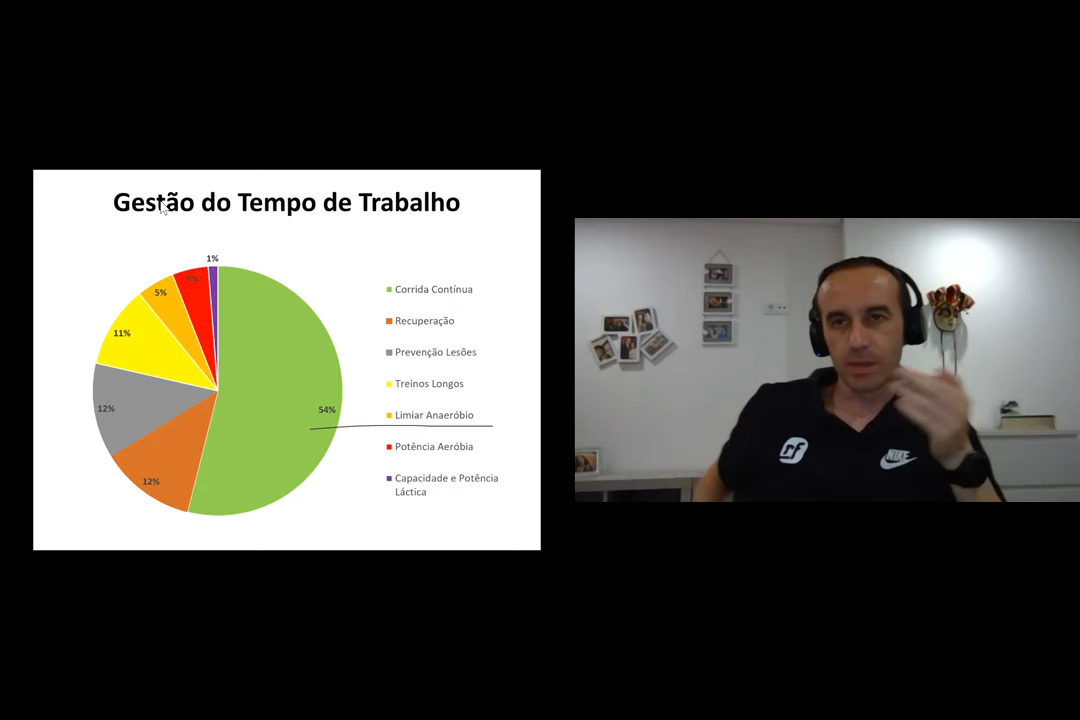 Gestão do Tempo de Trabalho
1%
5%
11%
12%
12%
54%
Corrida Contínua
Recuperação
Prevenção Lesões
Treinos Longos
Limiar Anaeróbio
Potência Aeróbia
Capacidade e Potência
Láctica
rf
NIKE